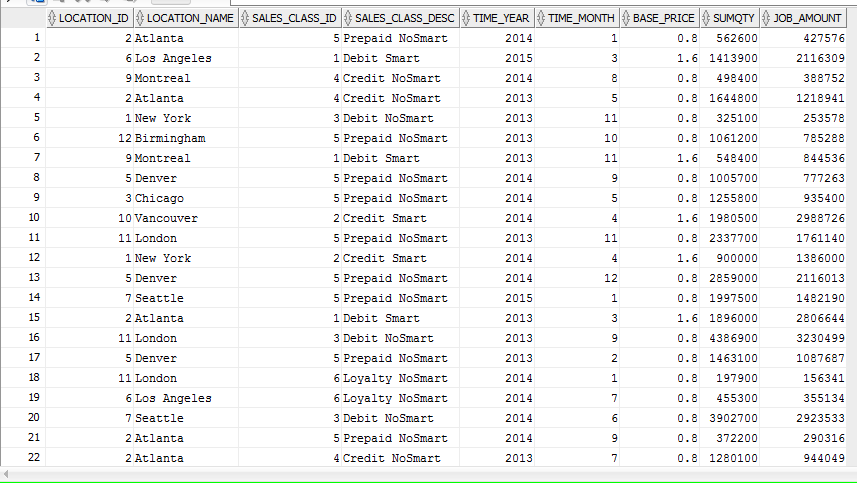 LOCATION_ID LOCATION_NAME SALES_CLASS_ID SALES_CLASS_DESC TIME_YEAR TIME_MONTH BASE_PRICE SUMQTY JOB_AMOUNT
1 2 Atlanta 5 Prepaid NoSmart 2014 1 0.8 562600 427576
2 6 Los Angeles 1 Debit Smart 2015 3 1.6 1413900 2116309
3 9 Montreal 4 Credit NoSmart 2014 8 0.8 498400 388752
4 2 Atlanta 4 Credit NoSmart 2013 5 0.8 1644800 1218941
5 1 New York 3 Debit NoSmart 2013 11 0.8 325100 253578
6 12 Birmingham 5 Prepaid NoSmart 2013 10 0.8 1061200 785288
7 9 Montreal 1 Debit Smart 2013 11 1.6 548400 844536
8 5 Denver 5 Prepaid NoSmart 2014 9 0.8 1005700 777263
9 3 Chicago 5 Prepaid NoSmart 2014 5 0.8 1255800 935400
10 10 Vancouver 2 Credit Smart 2014 4 1.6 1980500 2988726
11 11 London 5 Prepaid NoSmart 2013 11 0.8 2337700 1761140
12 1 New York 2 Credit Smart 2014 4 1.6 900000 1386000
13 5 Denver 5 Prepaid NoSmart 2014 12 0.8 2859000 2116013
14 7 Seattle 5 Prepaid NoSmart 2015 1 0.8 1997500 1482190
15 2 Atlanta 1 Debit Smart 2013 3 1.6 1896000 2806644
16 11 London 3 Debit NoSmart 2013 9 0.8 4386900 3230499
17 5 Denver 5 Prepaid NoSmart 2013 2 0.8 1463100 1087687
18 11 London 6 Loyalty NoSmart 2014 1 0.8 197900 156341
19 6 Los Angeles 6 Loyalty NoSmart 2014 7 0.8 455300 355134
20 7 Seattle 3 Debit NoSmart 2014 6 0.8 3902700 2923533
21 2 Atlanta 5 Prepaid NoSmart 2014 9 0.8 372200 290316
22 2 Atlanta 4 Credit NoSmart 2013 7 0.8 1280100 944049